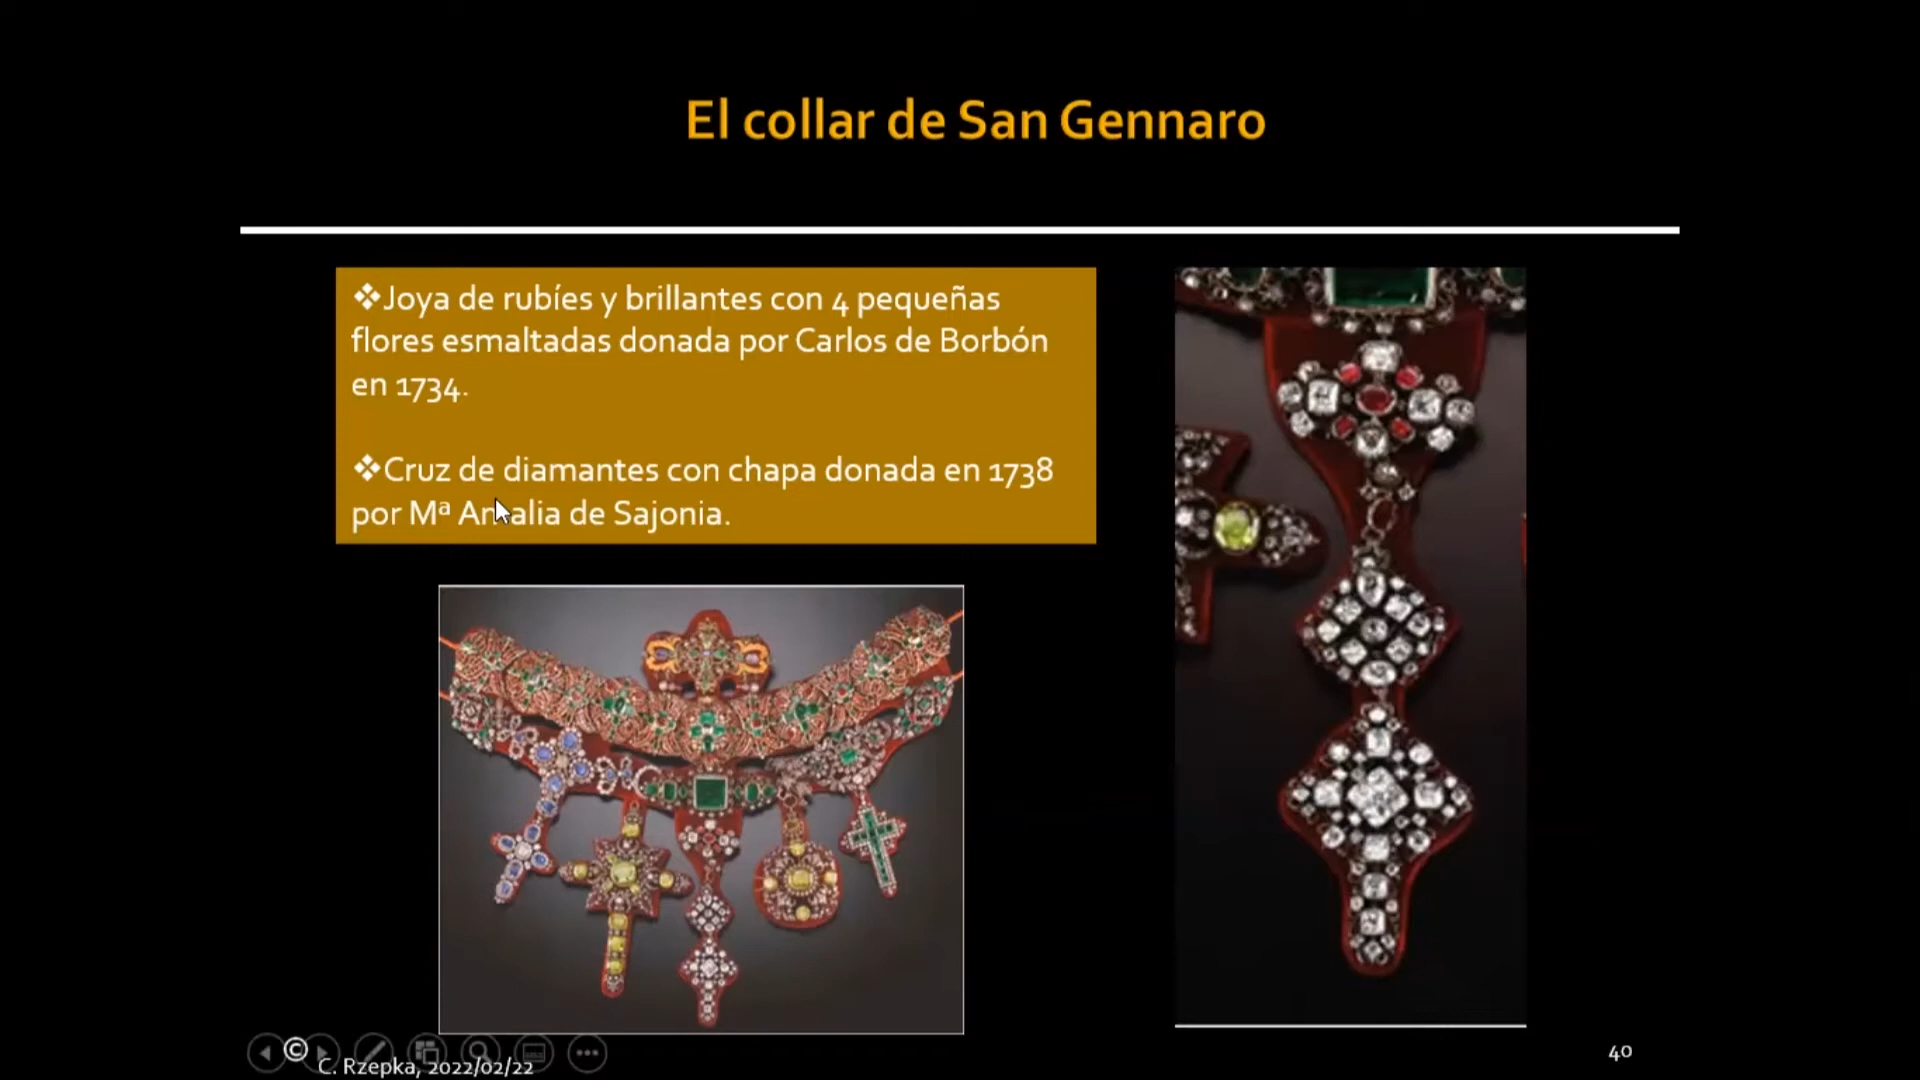 El collar de San Gennaro
❖Joya de rubíes y brillantes con 4 pequeñas
flores esmaltadas donada por Carlos de Borbón
en 1734.
❖Cruz de diamantes con chapa donada en 1738
por Mª Amalia de Sajonia.
©
C. Rzepka, 2022/02/22
40